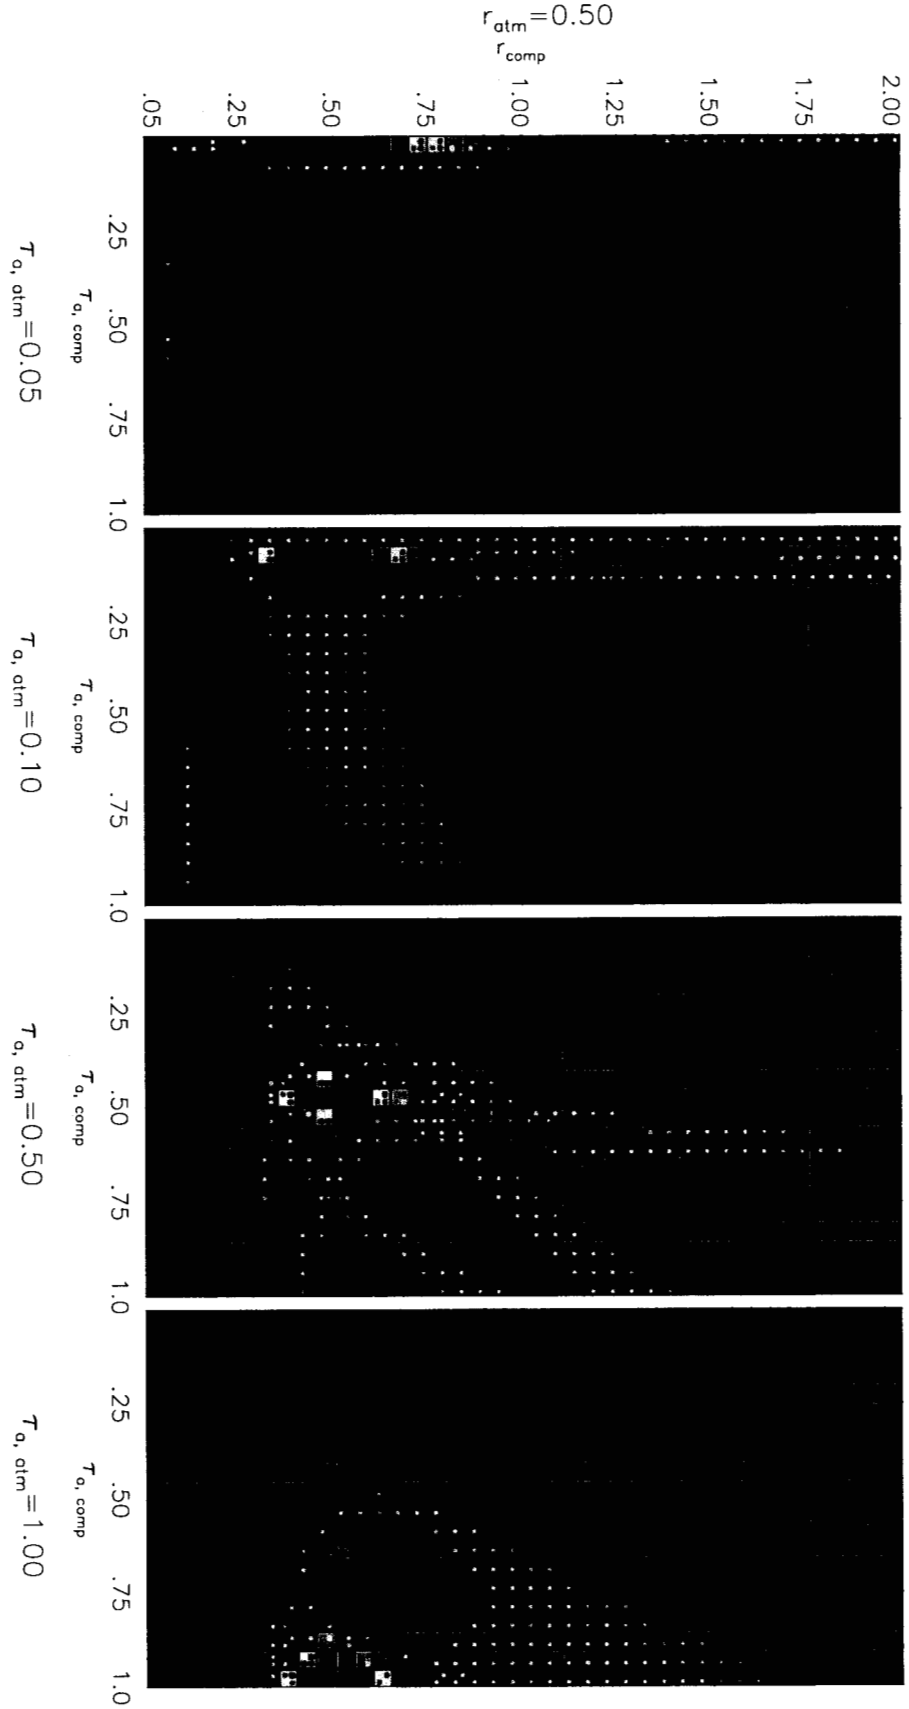 r_atm=0.50
r_comp
.05 .25 .50 .75 1.00 1.25 1.50 1.75 2.00
.25 .50 .75 1.0
τ_a, comp
τ_a, atm=0.05
.25 .50 .75 1.0
τ_a, comp
τ_a, atm=0.10
.25 .50 .75 1.0
τ_a, comp
τ_a, atm=0.50
.25 .50 .75 1.0
τ_a, comp
τ_a, atm=1.00